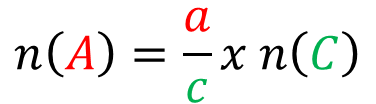 n(A) = a/c x n(C)